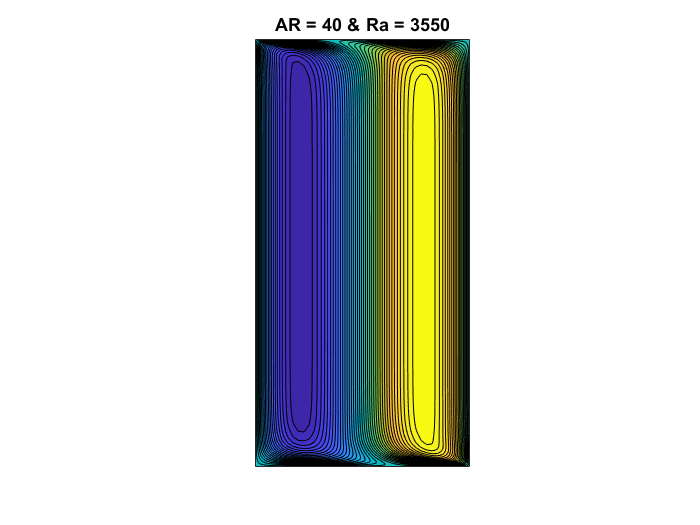 AR = 40 & Ra = 3550